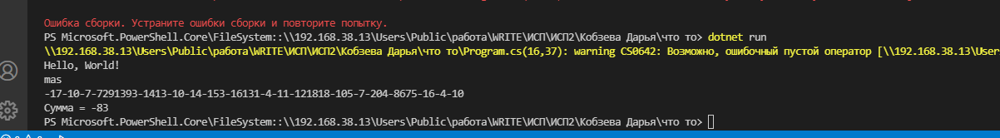 Ошибка сборки. Устраните ошибки сборки и повторите попытку.
PS Microsoft.PowerShell.Core\FileSystem::\\192.168.38.13\Users\Public\работа\WRITE\ИСП\ИСП2\Кобзева Дарья\что то> dotnet run
\\192.168.38.13\Users\Public\работа\WRITE\ИСП\ИСП2\Кобзева Дарья\что то\Program.cs(16,37): warning CS0642: Возможно, ошибочный пустой оператор [\\192.168.38.13\User
Hello, World!
mas
-17-10-7-7291393-1413-10-14-153-16131-4-11-121818-105-7-204-8675-16-4-10
Сумма = -83
PS Microsoft.PowerShell.Core\FileSystem::\\192.168.38.13\Users\Public\работа\WRITE\ИСП\ИСП2\Кобзева Дарья\что то>